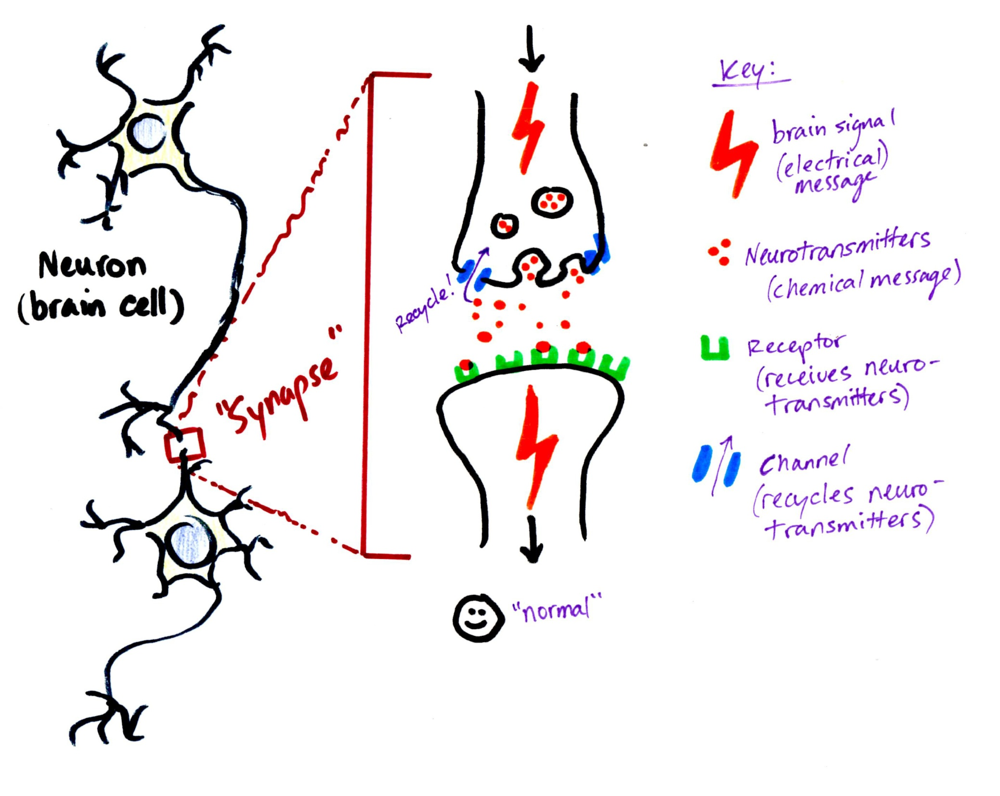 Neuron
(brain cell)
"Synapse"
Recycle!
"normal"
Key:
brain signal
(electrical)
message
Neurotransmitters
(chemical message)
Receptor
(receives neuro-
transmitters)
Channel
(recycles neuro-
transmitters)